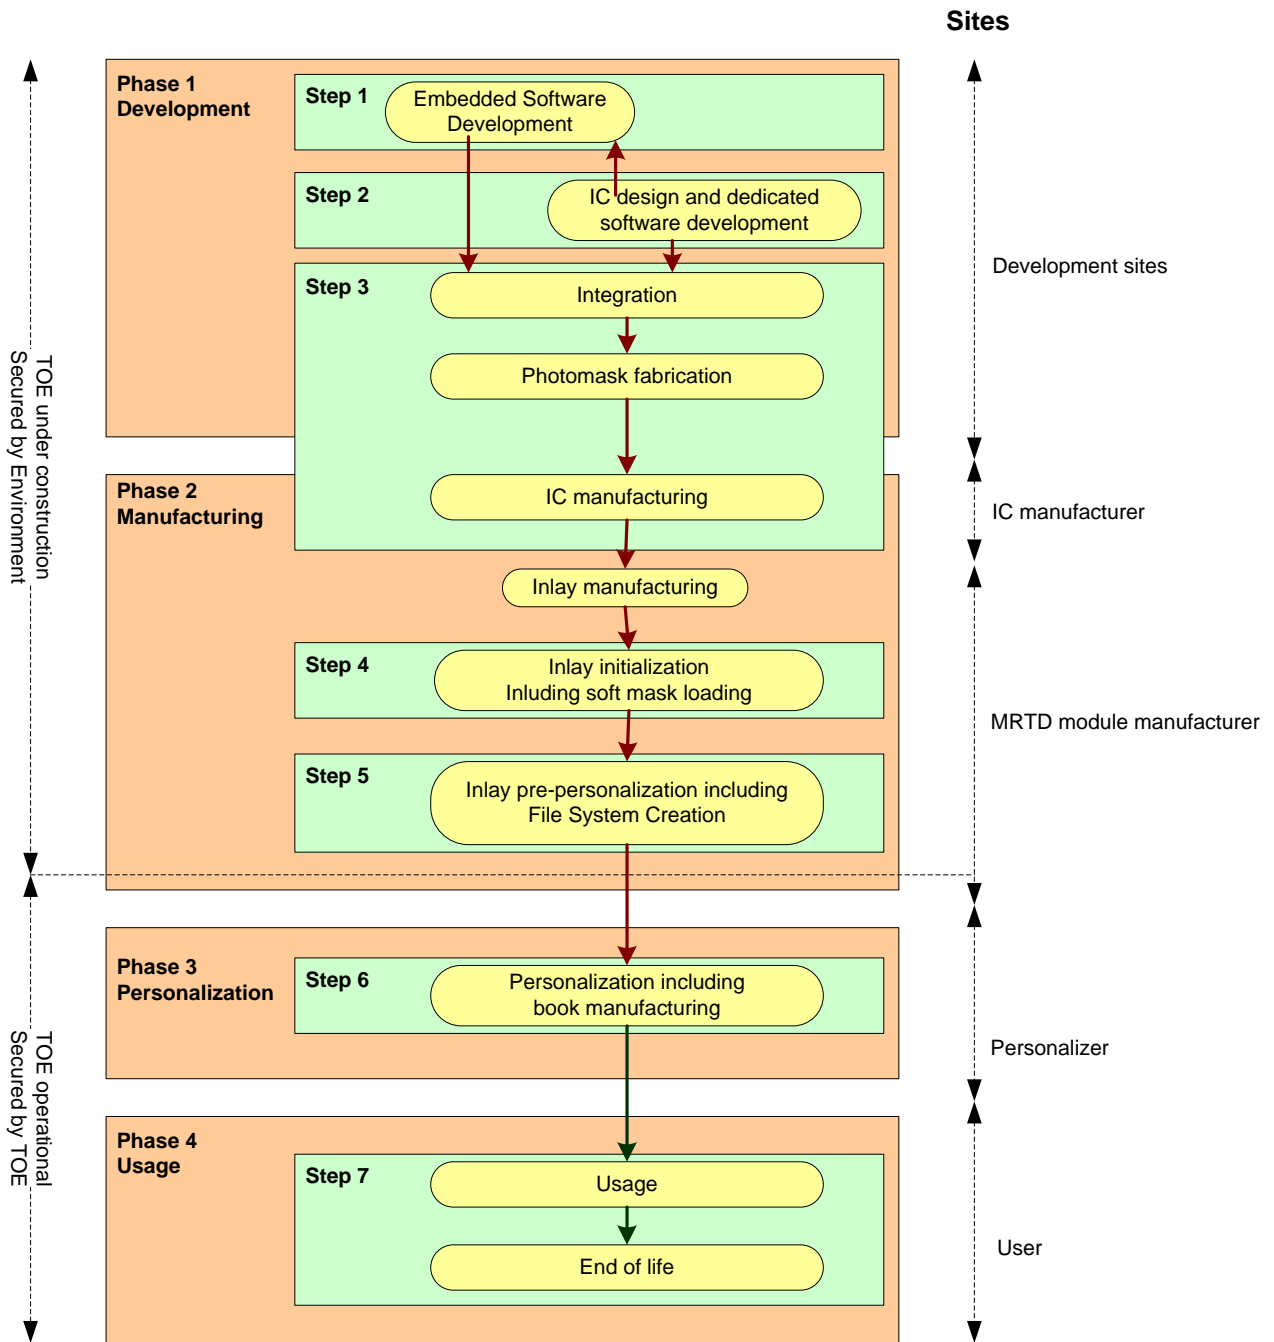 Sites
Phase 1
Development
Step 1
Embedded Software
Development
Step 2
IC design and dedicated
software development
Step 3
Integration
Photomask fabrication
Development sites
TOE under construction
Secured by Environment
Phase 2
Manufacturing
IC manufacturing
IC manufacturer
Inlay manufacturing
Step 4
Inlay initialization
Inluding soft mask loading
MRTD module manufacturer
Step 5
Inlay pre-personalization including
File System Creation
Phase 3
Personalization
Step 6
Personalization including
book manufacturing
Personalizer
TOE operational
Secured by TOE
Phase 4
Usage
Step 7
Usage
End of life
User